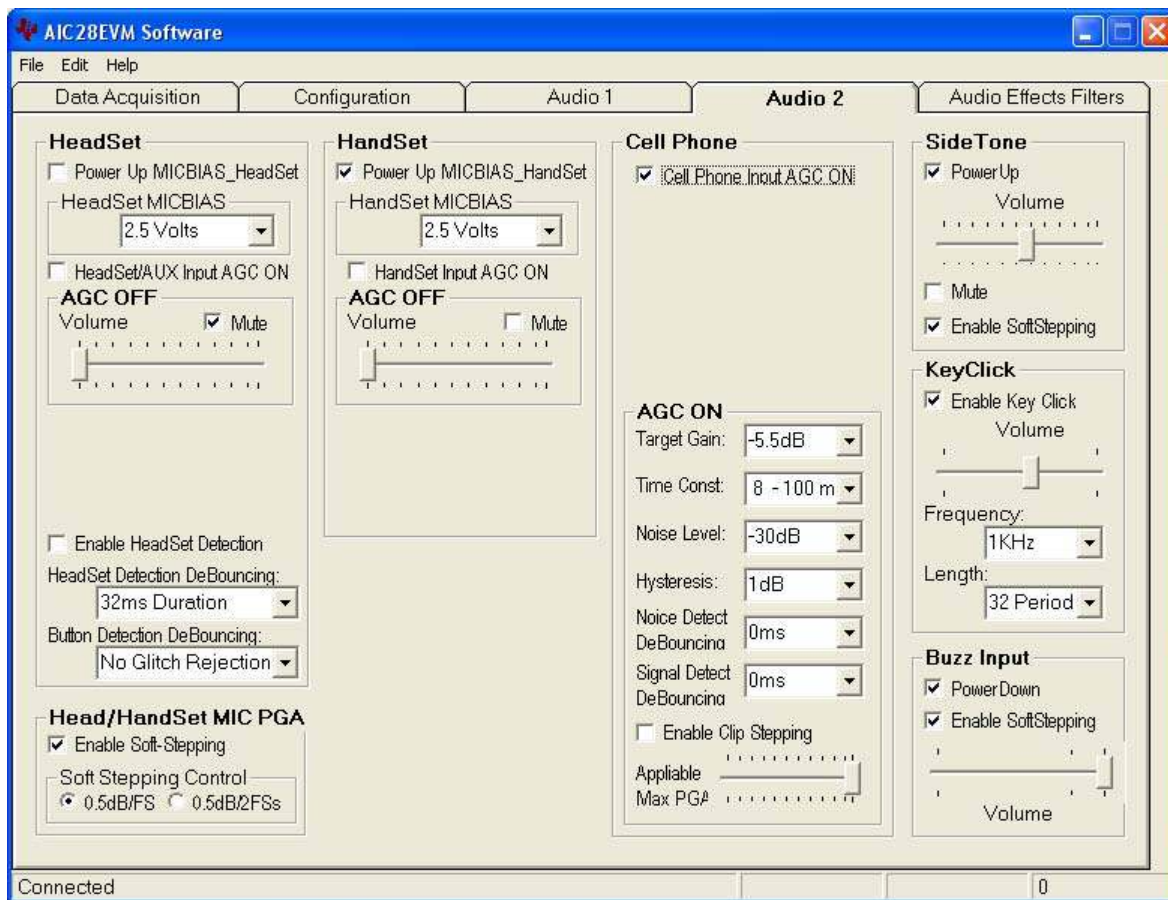 AIC28EVM Software
File Edit Help
Data Acquisition
Configuration
Audio 1
Audio 2
Audio Effects Filters
HeadSet
Power Up MICBIAS_HeadSet
HeadSet MICBIAS
2.5 Volts
HeadSet/AUX Input AGC ON
AGC OFF
Volume
Mute
Enable HeadSet Detection
HeadSet Detection DeBouncing:
32ms Duration
Button Detection DeBouncing:
No Glitch Rejection
Head/HandSet MIC PGA
Enable Soft-Stepping
Soft Stepping Control
0.5dB/FS
0.5dB/2FSs
HandSet
Power Up MICBIAS_HandSet
HandSet MICBIAS
2.5 Volts
HandSet Input AGC ON
AGC OFF
Volume
Mute
Cell Phone
Cell Phone Input AGC ON
AGC ON
Target Gain: -5.5dB
Time Const: 8 - 100 m
Noise Level: -30dB
Hysteresis: 1dB
Noice Detect
DeBouncing
0ms
Signal Detect
DeBouncing
0ms
Enable Clip Stepping
Appliable
Max PGA
SideTone
PowerUp
Volume
Mute
Enable SoftStepping
KeyClick
Enable Key Click
Volume
Frequency:
1KHz
Length:
32 Period
Buzz Input
PowerDown
Enable SoftStepping
Volume
Connected
0